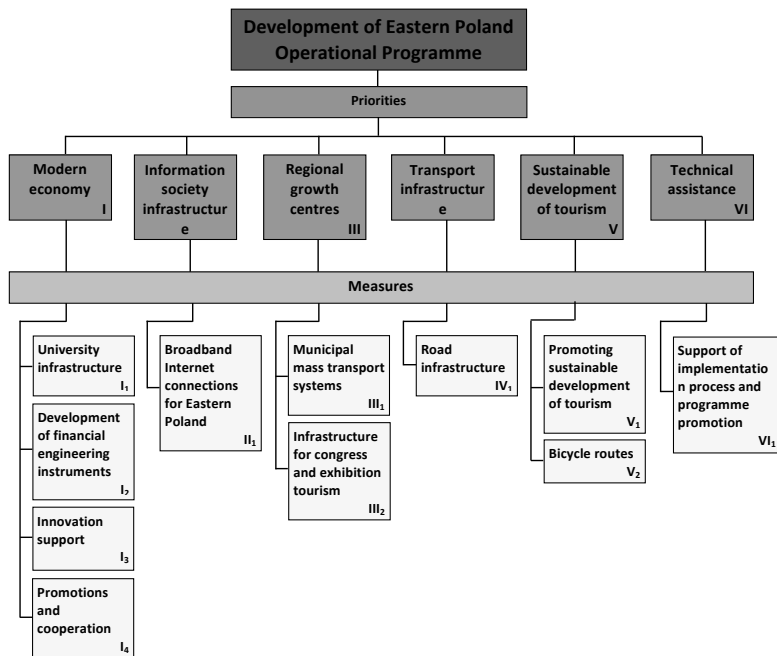 Development of Eastern Poland
Operational Programme
Priorities
Modern
economy
I
Information
society
infrastructur
e
Regional
growth
centres
III
Transport
infrastructur
e
Sustainable
development
of tourism
V
Technical
assistance
VI
Measures
University
infrastructure
I₁
Development
of financial
engineering
instruments
I₂
Innovation
support
I₃
Promotions and
cooperation
I₄
Broadband
Internet
connections
for Eastern
Poland
II₁
Municipal
mass transport
systems
III₁
Infrastructure
for congress
and exhibition
tourism
III₂
Road
infrastructure
IV₁
Promoting
sustainable
development
of tourism
V₁
Bicycle routes
V₂
Support of
implementatio
n process and
programme
promotion
VI₁